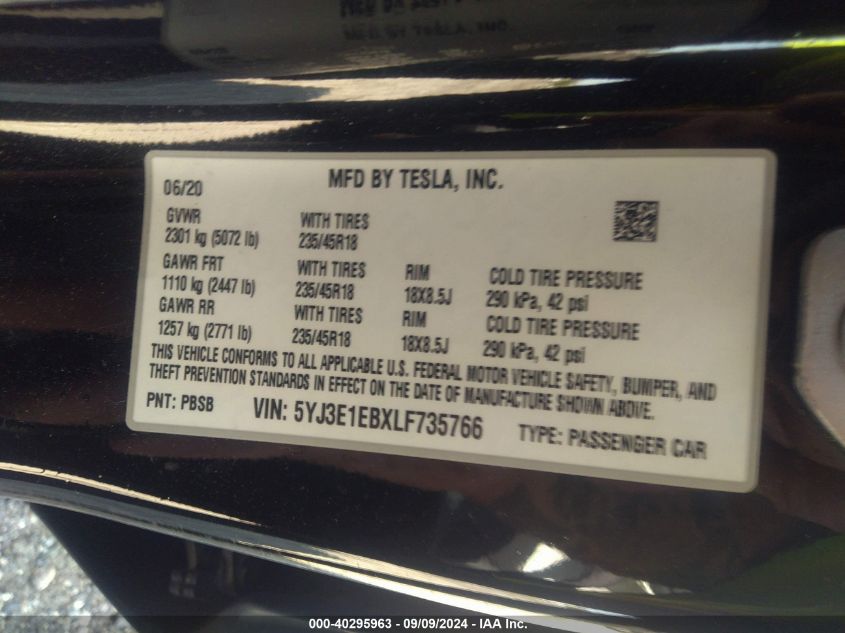 MFD BY TESLA, INC.
06/20
GVWR
2301 kg (5072 lb)
WITH TIRES
235/45R18
GAWR FRT
1110 kg (2447 lb)
WITH TIRES
235/45R18
RIM
18X8.5J
COLD TIRE PRESSURE
290 kPa, 42 psi
GAWR RR
1257 kg (2771 lb)
WITH TIRES
235/45R18
RIM
18X8.5J
COLD TIRE PRESSURE
290 kPa, 42 psi
THIS VEHICLE CONFORMS TO ALL APPLICABLE U.S. FEDERAL MOTOR VEHICLE SAFETY, BUMPER, AND
THEFT PREVENTION STANDARDS IN EFFECT ON THE DATE OF MANUFACTURE SHOWN ABOVE.
PNT: PBSB
VIN: 5YJ3E1EBXLF735766
TYPE: PASSENGER CAR
000-40295963 - 09/09/2024 - IAA Inc.